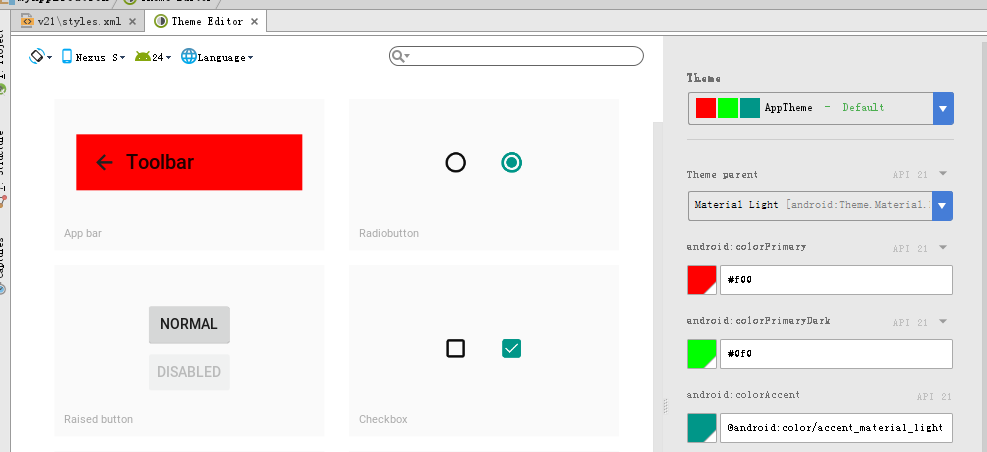 v21\styles.xml
Theme Editor
Nexus S
24
Language
Theme
AppTheme - Default
Toolbar
App bar
Radiobutton
Theme parent API 21
Material Light [android:Theme.Material.
android:colorPrimary API 21
#f00
NORMAL
DISABLED
Raised button
Checkbox
android:colorPrimaryDark API 21
#0f0
android:colorAccent API 21
@android:color/accent_material_light